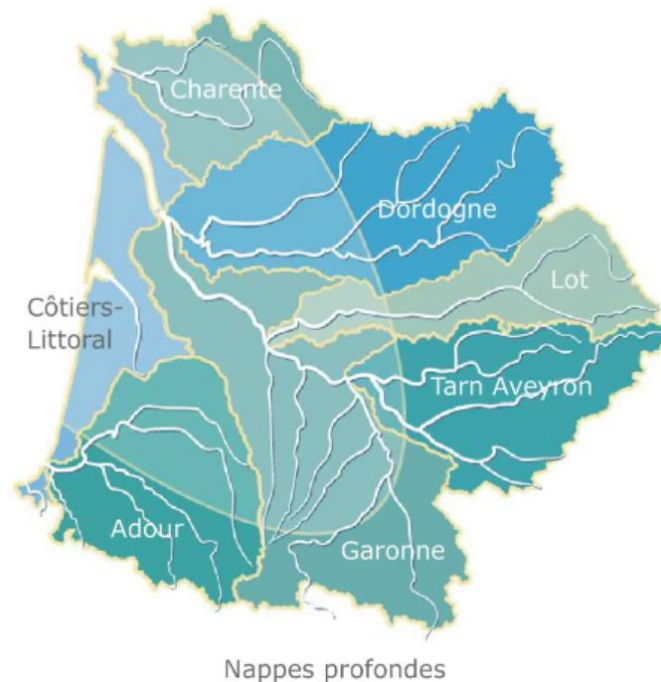 Charente
Dordogne
Lot
Côtiers-
Littoral
Tarn Aveyron
Adour
Garonne
Nappes profondes